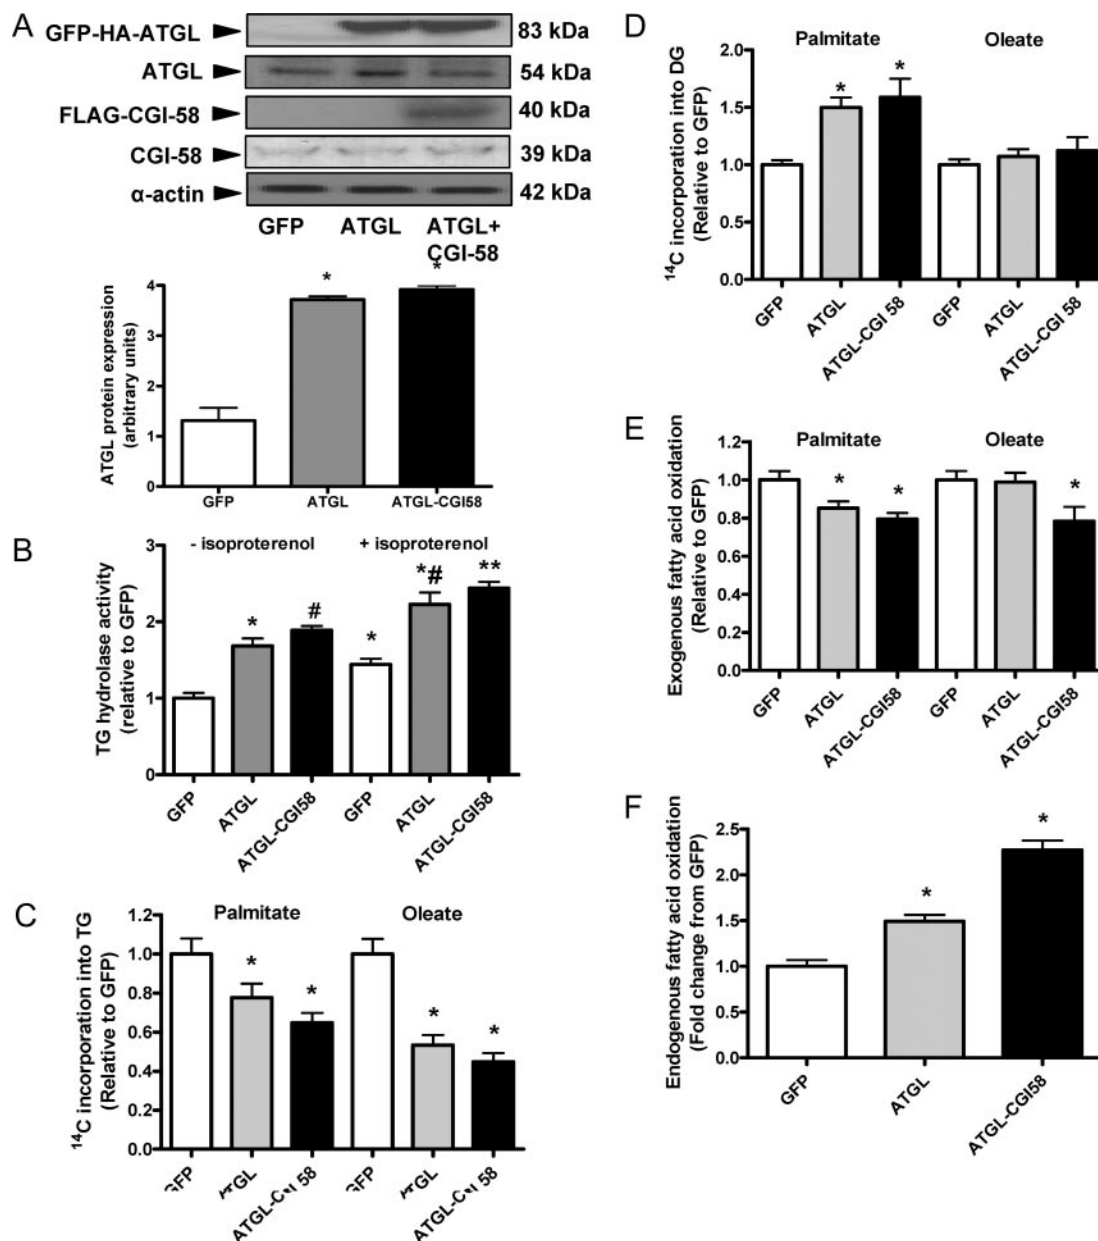 A
GFP-HA-ATGL
83 kDa
ATGL
54 kDa
FLAG-CGI-58
40 kDa
CGI-58
39 kDa
α-actin
42 kDa
GFP
ATGL
ATGL+
CGI-58
ATGL protein expression
(arbitrary units)
4
3
2
1
0
*
*
GFP
ATGL
ATGL-CGI58
B
TG hydrolase activity
(relative to GFP)
3
2
1
0
- isoproterenol
+ isoproterenol
*
#
*
*#
**
GFP
ATGL
ATGL-CGI58
GFP
ATGL
ATGL-CGI58
C
14C incorporation into TG
(Relative to GFP)
1.2
1.0
0.8
0.6
0.4
0.2
0.0
Palmitate
Oleate
*
*
*
*
GFP
ATGL
58
GFP
ATGL
58
D
14C incorporation into DG
(Relative to GFP)
2.0
1.5
1.0
0.5
0.0
Palmitate
Oleate
*
*
GFP
ATGL
ATGL-CGI 58
GFP
ATGL
ATGL-CGI 58
E
Exogenous fatty acid oxidation
(Relative to GFP)
1.2
1.0
0.8
0.6
0.4
0.2
0.0
Palmitate
Oleate
*
*
*
GFP
ATGL
ATGL-CGI58
GFP
ATGL
ATGL-CGI58
F
Endogenous fatty acid oxidation
(Fold change from GFP)
2.5
2.0
1.5
1.0
0.5
0.0
*
*
GFP
ATGL
ATGL-CGI58